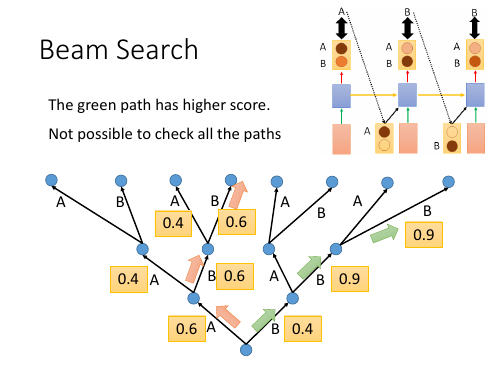 Beam Search
The green path has higher score.
Not possible to check all the paths
A B B
A A A
B B B
A B
A B A B A B A B
0.4 0.6 0.9
0.4 A B 0.6 A B 0.9
0.6 A B 0.4